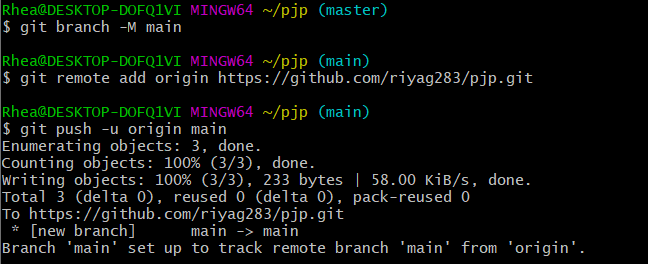 Rhea@DESKTOP-DOFQ1VI MINGW64 ~/pjp (master)
$ git branch -M main
Rhea@DESKTOP-DOFQ1VI MINGW64 ~/pjp (main)
$ git remote add origin https://github.com/riyag283/pjp.git
Rhea@DESKTOP-DOFQ1VI MINGW64 ~/pjp (main)
$ git push -u origin main
Enumerating objects: 3, done.
Counting objects: 100% (3/3), done.
Writing objects: 100% (3/3), 233 bytes | 58.00 KiB/s, done.
Total 3 (delta 0), reused 0 (delta 0), pack-reused 0
To https://github.com/riyag283/pjp.git
 * [new branch]      main -> main
Branch 'main' set up to track remote branch 'main' from 'origin'.